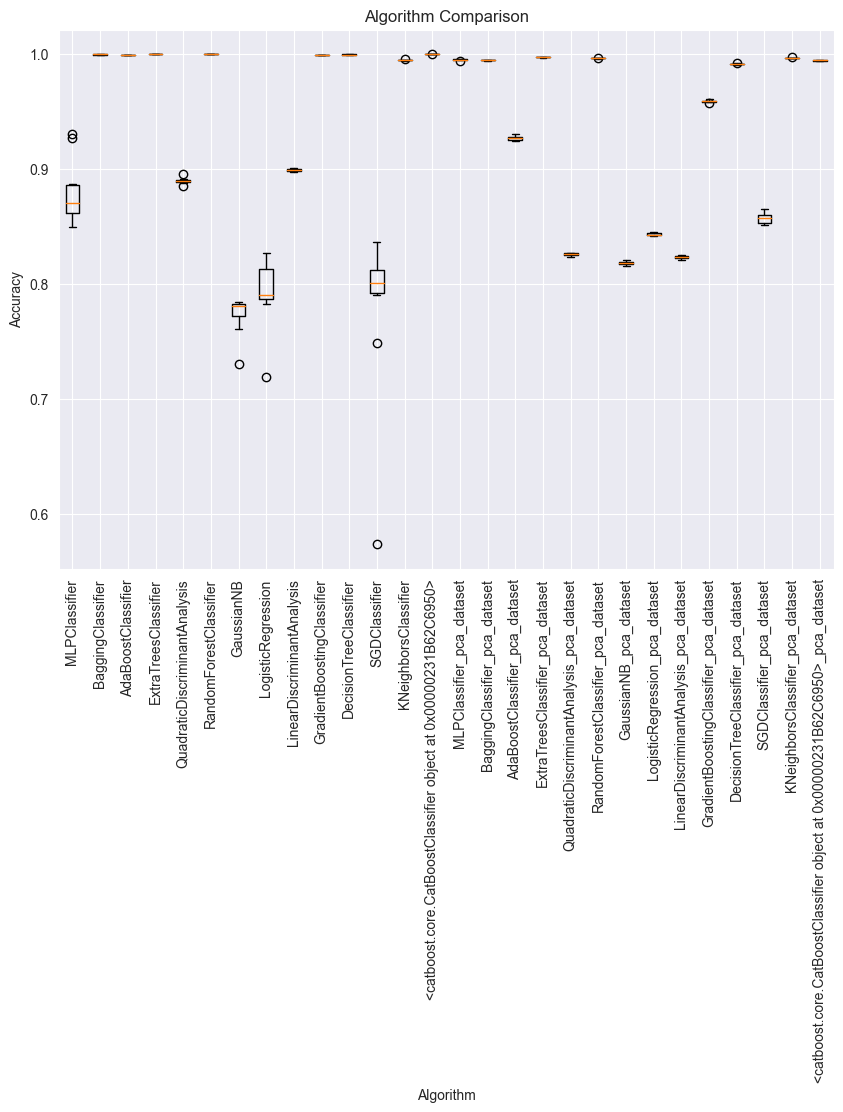 Algorithm Comparison
1.0
0.9
0.8
0.7
0.6
Accuracy
MLPClassifier
BaggingClassifier
AdaBoostClassifier
ExtraTreesClassifier
QuadraticDiscriminantAnalysis
RandomForestClassifier
GaussianNB
LogisticRegression
LinearDiscriminantAnalysis
GradientBoostingClassifier
DecisionTreeClassifier
SGDClassifier
KNeighborsClassifier
<catboost.core.CatBoostClassifier object at 0x00000231B62C6950>
MLPClassifier_pca_dataset
BaggingClassifier_pca_dataset
AdaBoostClassifier_pca_dataset
ExtraTreesClassifier_pca_dataset
QuadraticDiscriminantAnalysis_pca_dataset
RandomForestClassifier_pca_dataset
GaussianNB_pca_dataset
LogisticRegression_pca_dataset
LinearDiscriminantAnalysis_pca_dataset
GradientBoostingClassifier_pca_dataset
DecisionTreeClassifier_pca_dataset
SGDClassifier_pca_dataset
KNeighborsClassifier_pca_dataset
<catboost.core.CatBoostClassifier object at 0x00000231B62C6950>_pca_dataset
Algorithm